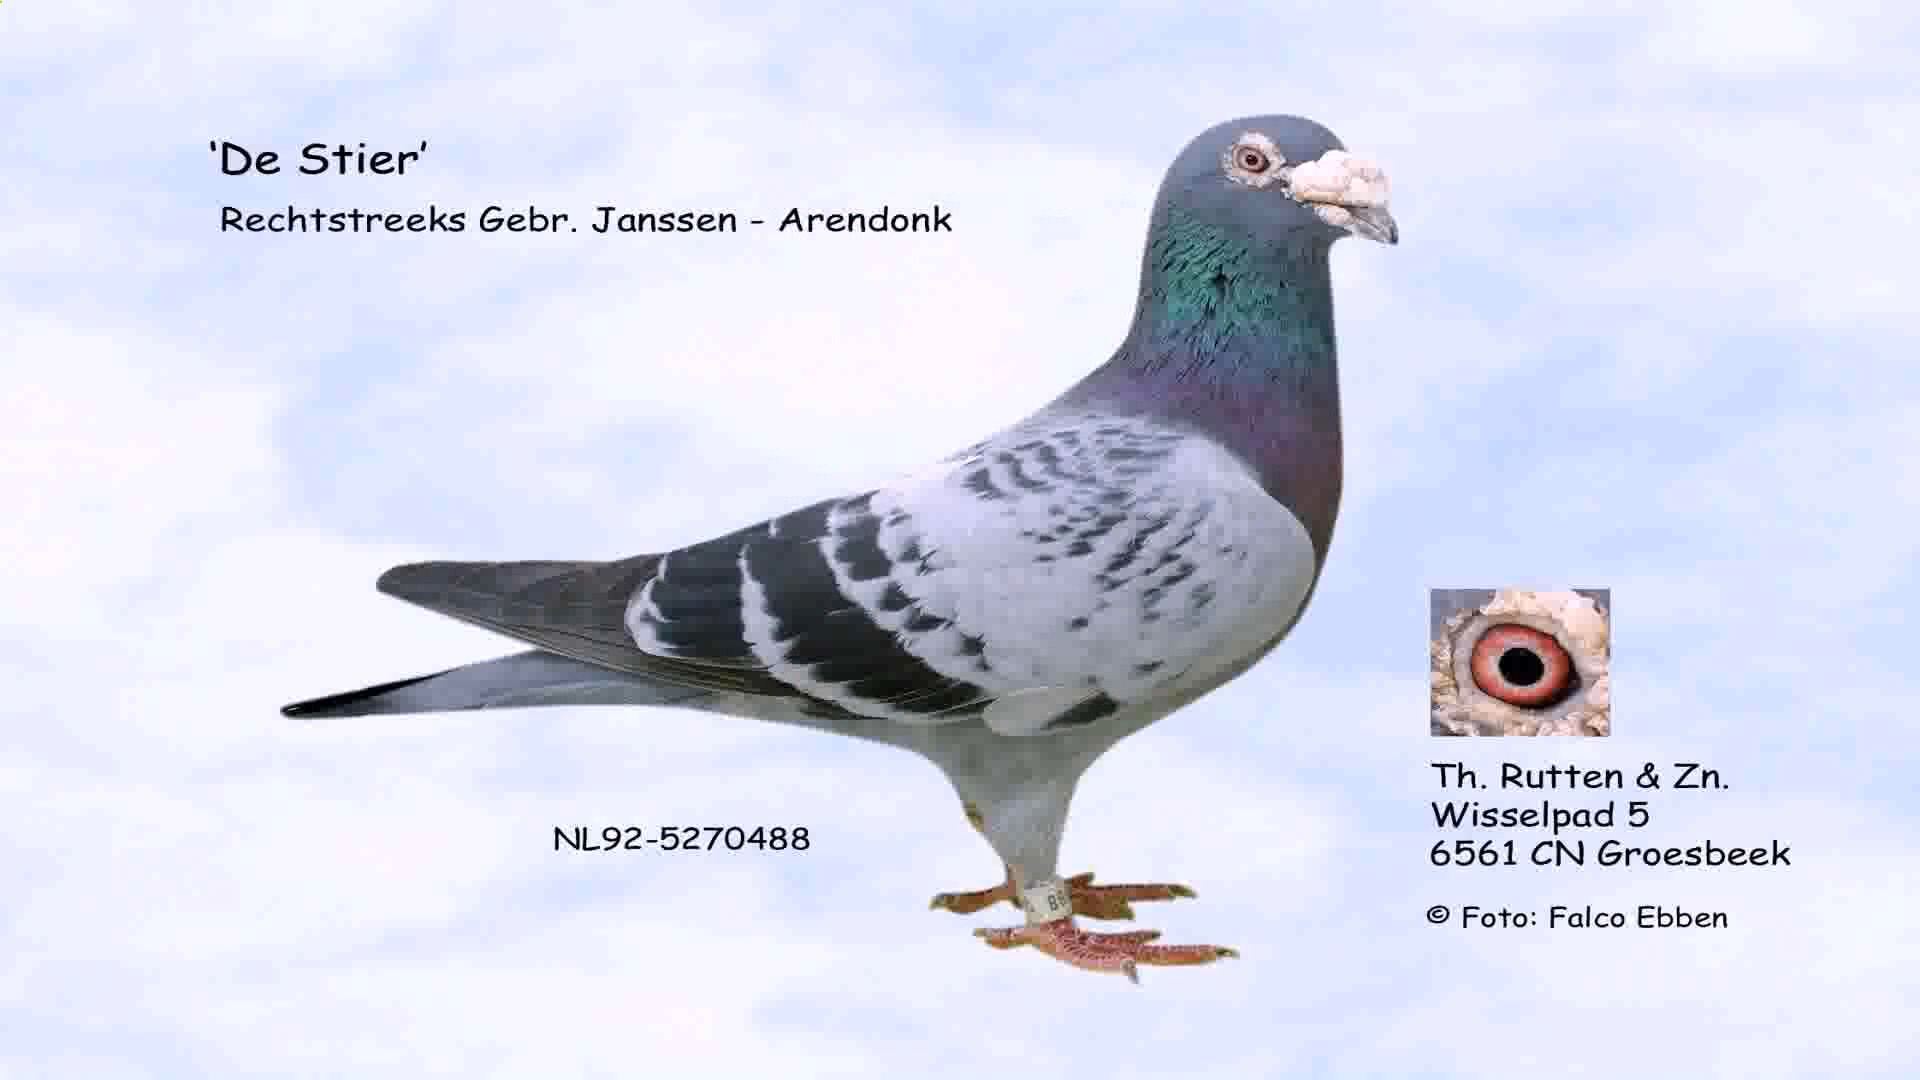 ‘De Stier’
Rechtstreeks Gebr. Janssen - Arendonk
NL92-5270488
Th. Rutten & Zn.
Wisselpad 5
6561 CN Groesbeek
© Foto: Falco Ebben